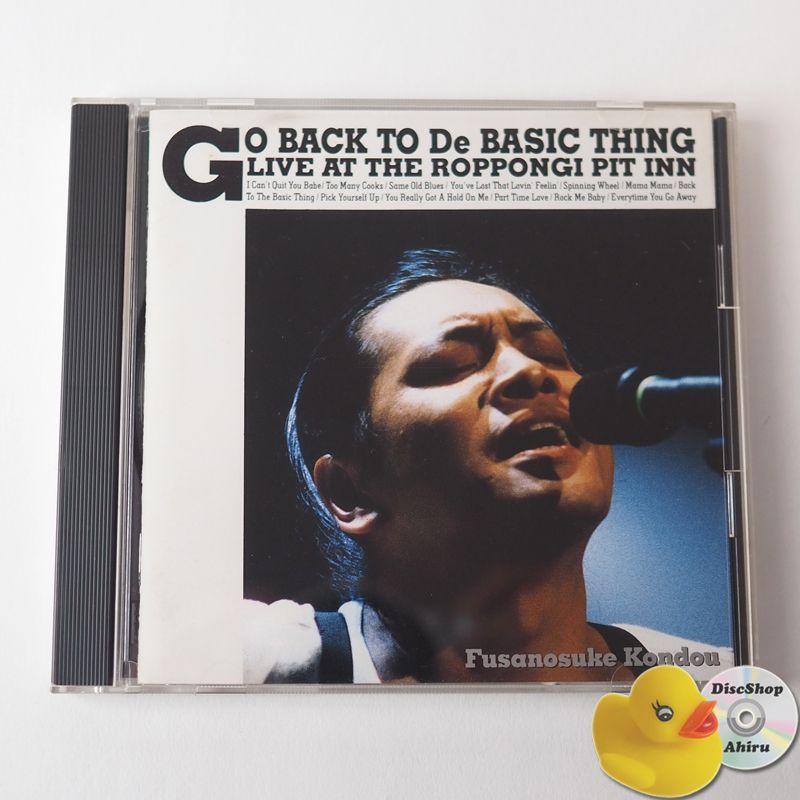 GO BACK TO De BASIC THING
LIVE AT THE ROPPONGI PIT INN
I Can't Quit You Babe / Too Many Cooks / Same Old Blues / You've Lost That Lovin' Feelin' / Spinning Wheel / Mama Mama / Back
To The Basic Thing / Pick Yourself Up / You Really Got A Hold On Me / Part Time Love / Rock Me Baby / Everytime You Go Away
Fusanosuke Kondou
DiscShop
Ahiru